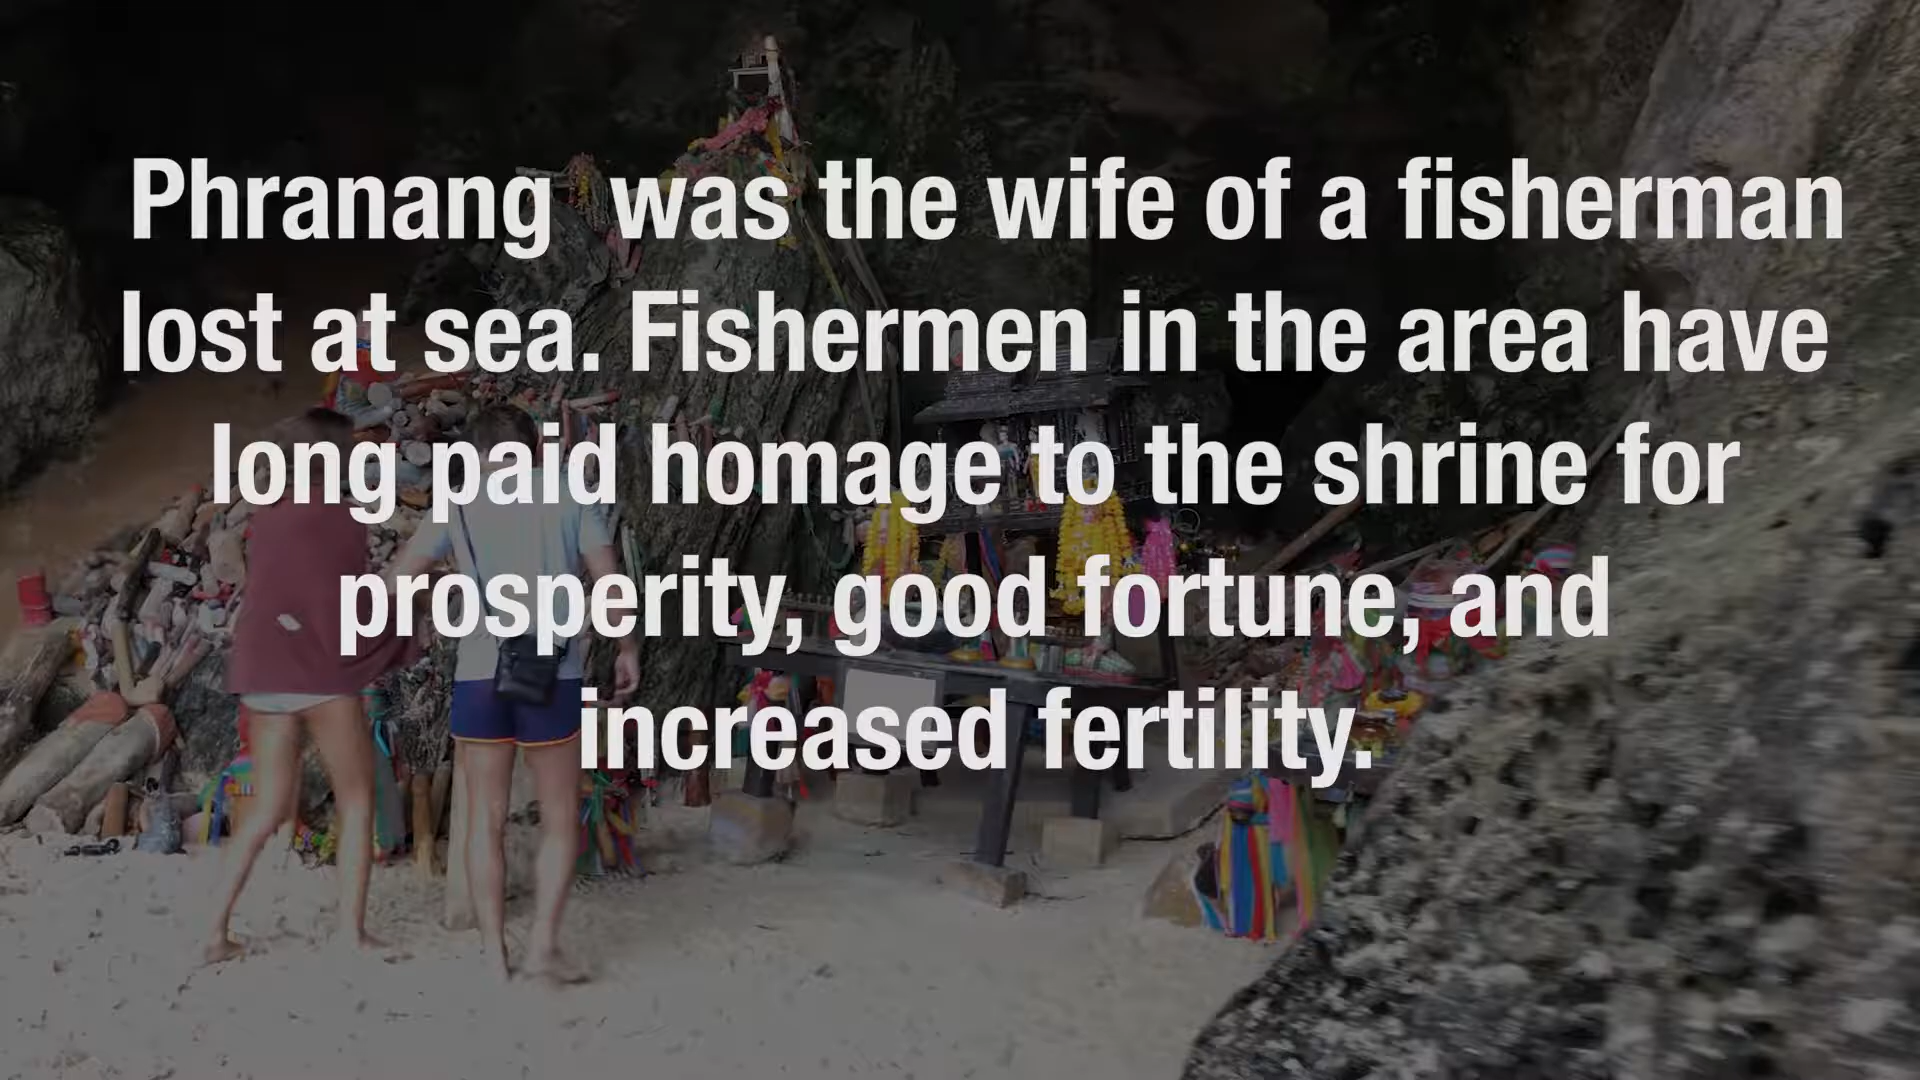 Phranang  was the wife of a fisherman
lost at sea. Fishermen in the area have
long paid homage to the shrine for
prosperity, good fortune, and
increased fertility.